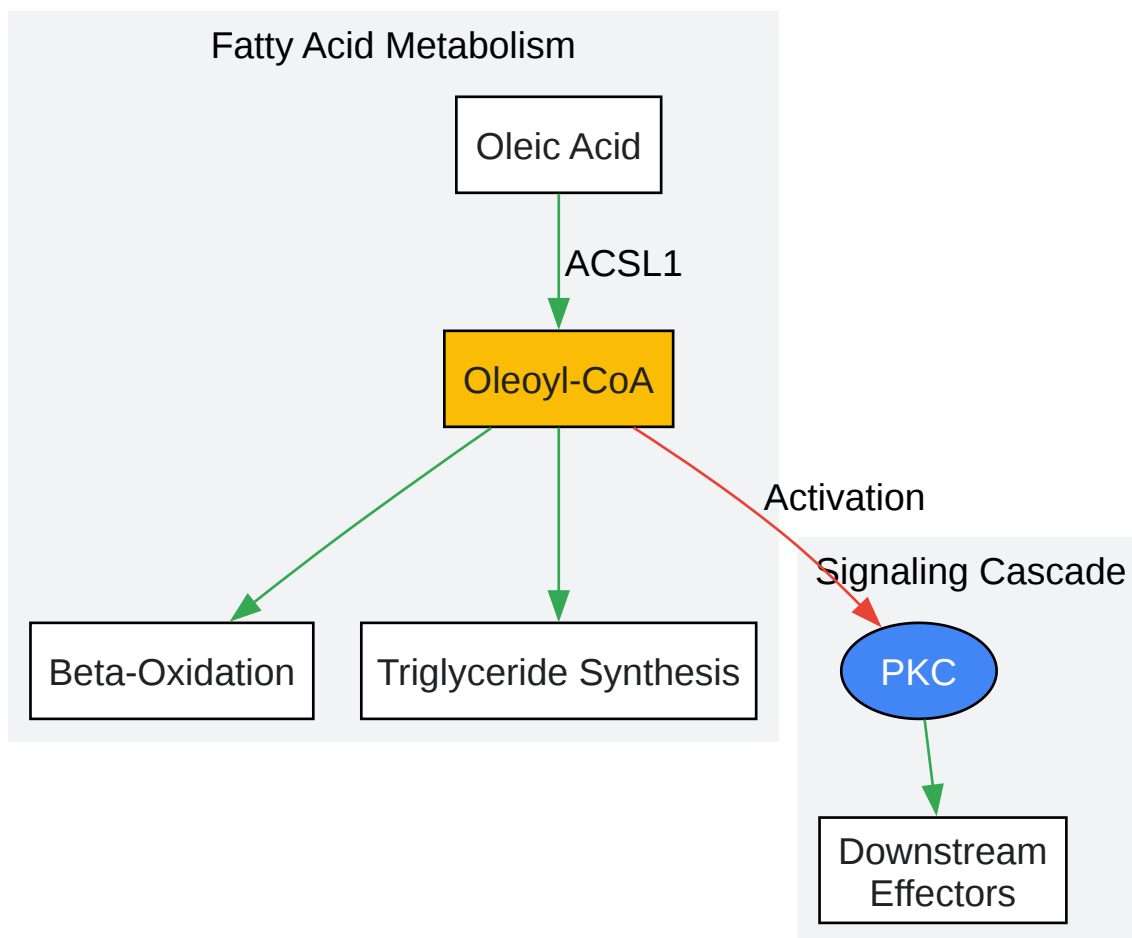 Fatty Acid Metabolism
Oleic Acid
ACSL1
Oleoyl-CoA
Activation
Signaling Cascade
Beta-Oxidation
Triglyceride Synthesis
PKC
Downstream
Effectors